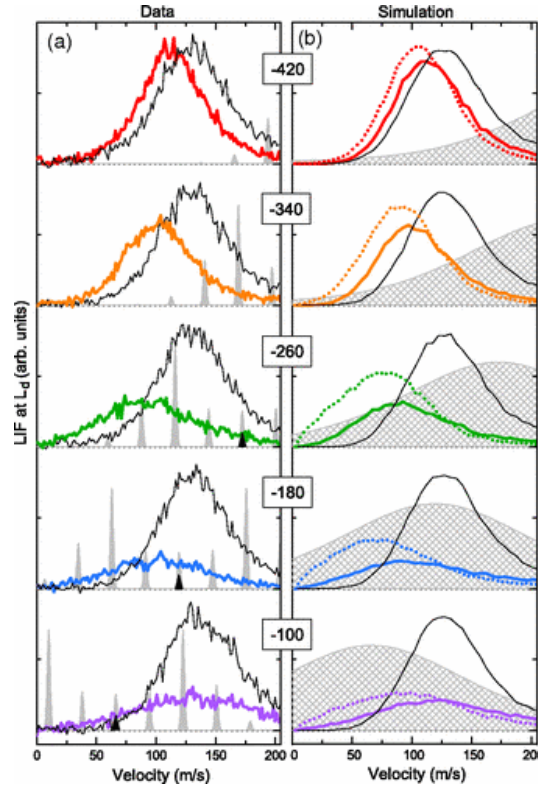 Data
Simulation
(a)
(b)
-420
-340
-260
-180
-100
LIF at L_d (arb. units)
0 50 100 150 200
0 50 100 150 200
Velocity (m/s)
Velocity (m/s)